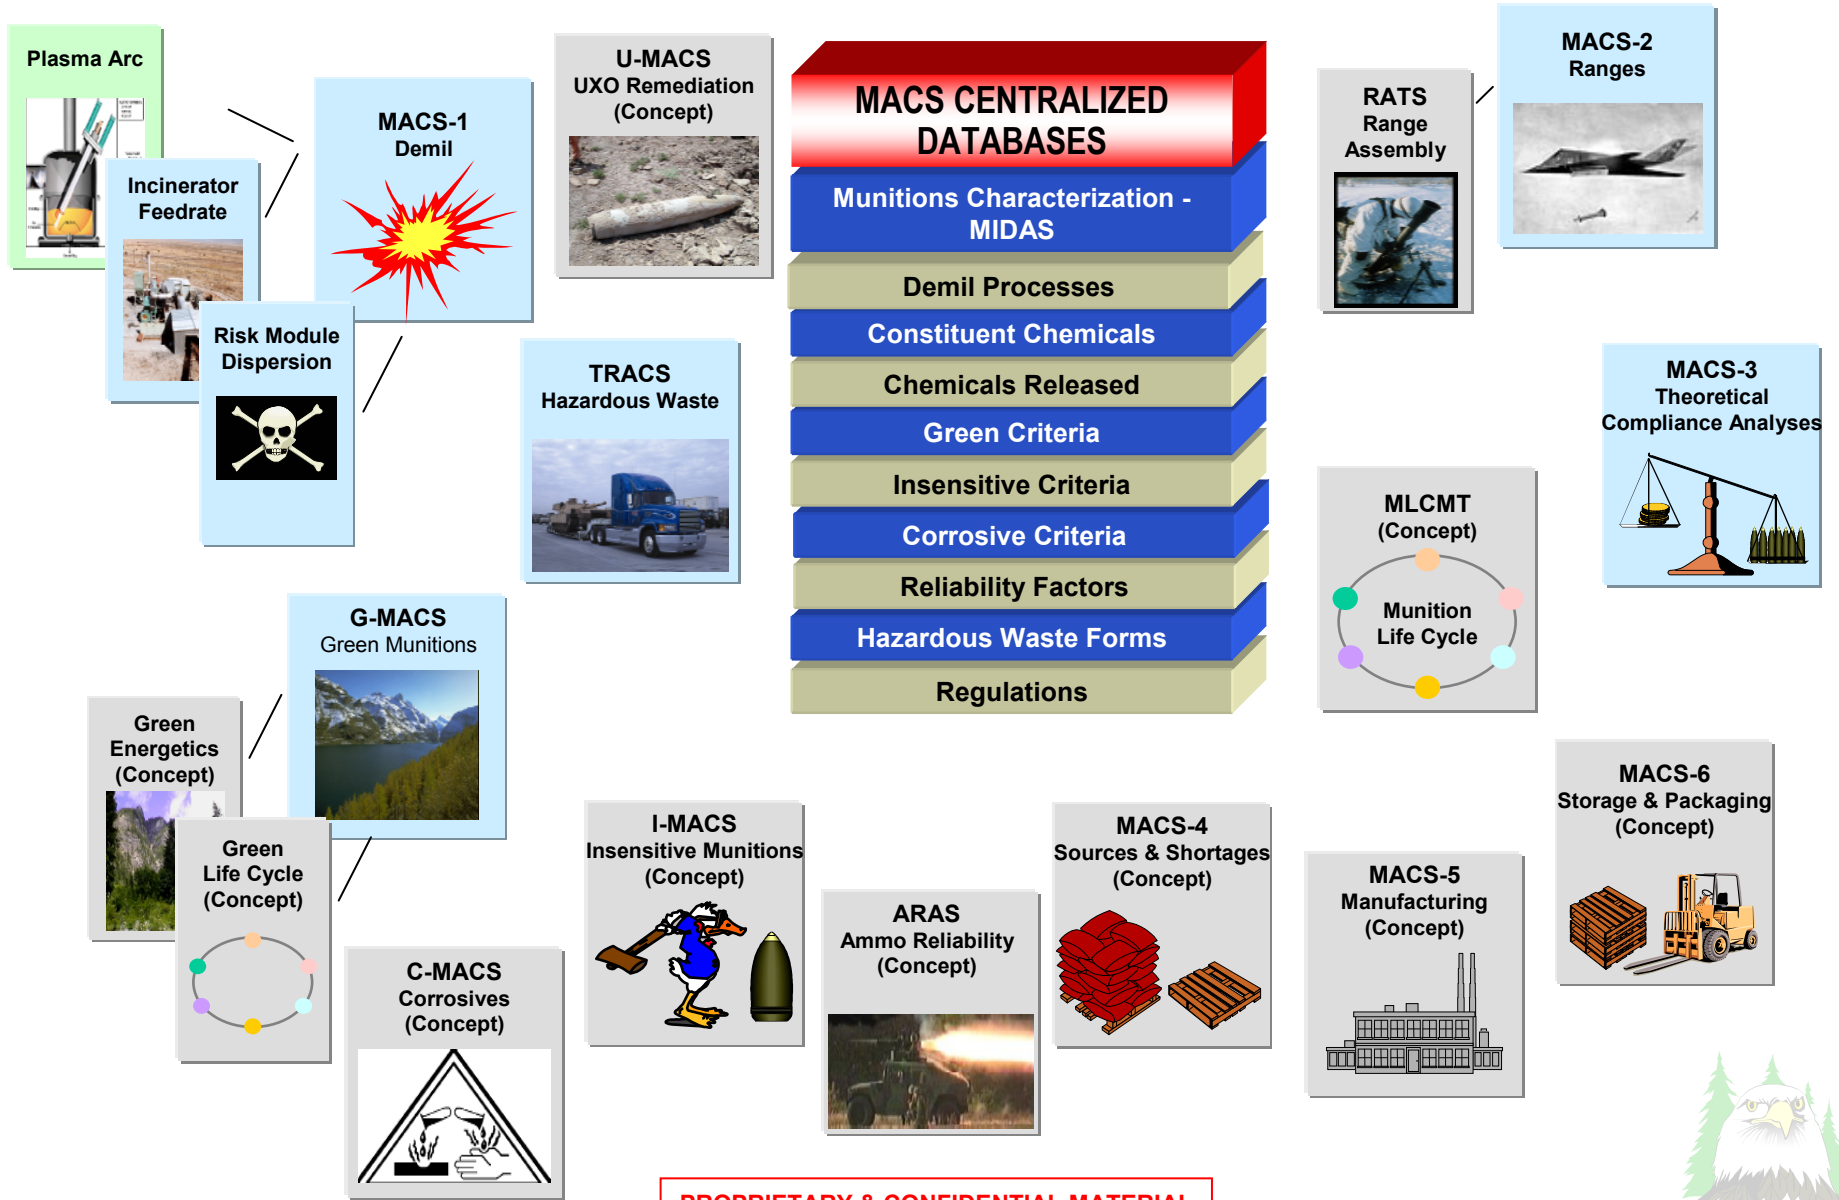 Plasma Arc
Incinerator
Feedrate
Risk Module
Dispersion
MACS-1
Demil
U-MACS
UXO Remediation
(Concept)
TRACS
Hazardous Waste
MACS CENTRALIZED
DATABASES
Munitions Characterization -
MIDAS
Demil Processes
Constituent Chemicals
Chemicals Released
Green Criteria
Insensitive Criteria
Corrosive Criteria
Reliability Factors
Hazardous Waste Forms
Regulations
RATS
Range
Assembly
MACS-2
Ranges
MACS-3
Theoretical
Compliance Analyses
MLCMT
(Concept)
Munition
Life Cycle
G-MACS
Green Munitions
Green
Energetics
(Concept)
Green
Life Cycle
(Concept)
C-MACS
Corrosives
(Concept)
I-MACS
Insensitive Munitions
(Concept)
ARAS
Ammo Reliability
(Concept)
MACS-4
Sources & Shortages
(Concept)
MACS-5
Manufacturing
(Concept)
MACS-6
Storage & Packaging
(Concept)
PROPRIETARY & CONFIDENTIAL MATERIAL